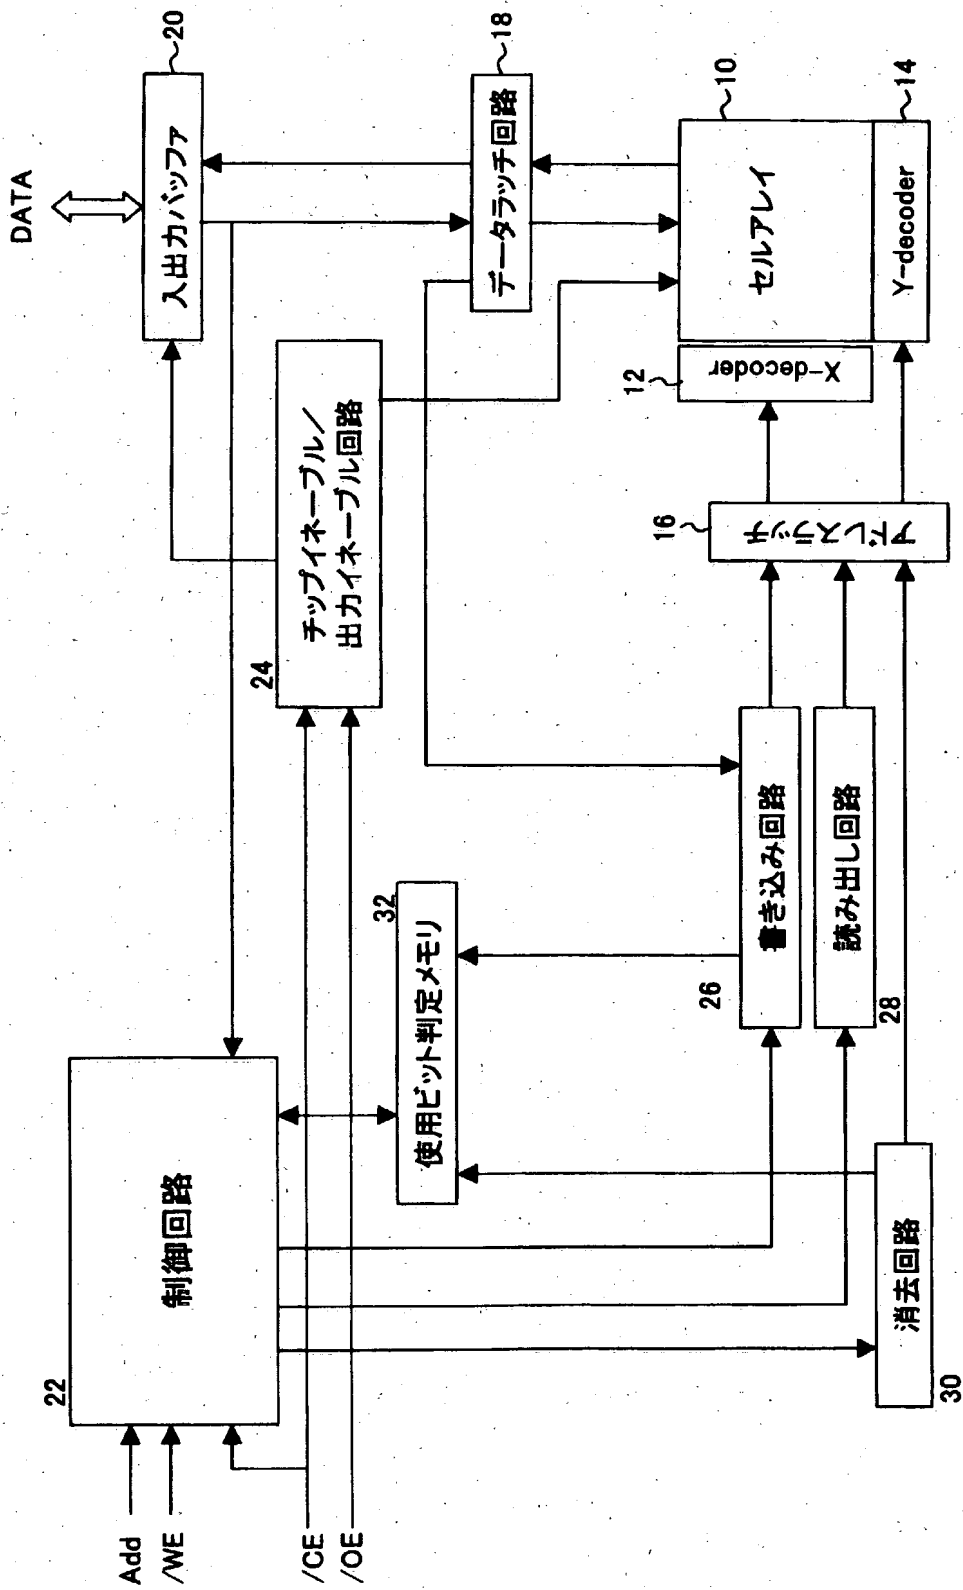 Add
/WE
/CE
/OE
22
制御回路
32
使用ビット判定メモリ
24
チップイネーブル/
出力イネーブル回路
DATA
20
入出力バッファ
18
データラッチ回路
10
セルアレイ
14
Y-decoder
12
X-decoder
16
アドレスラッチ
26
書き込み回路
28
読み出し回路
30
消去回路